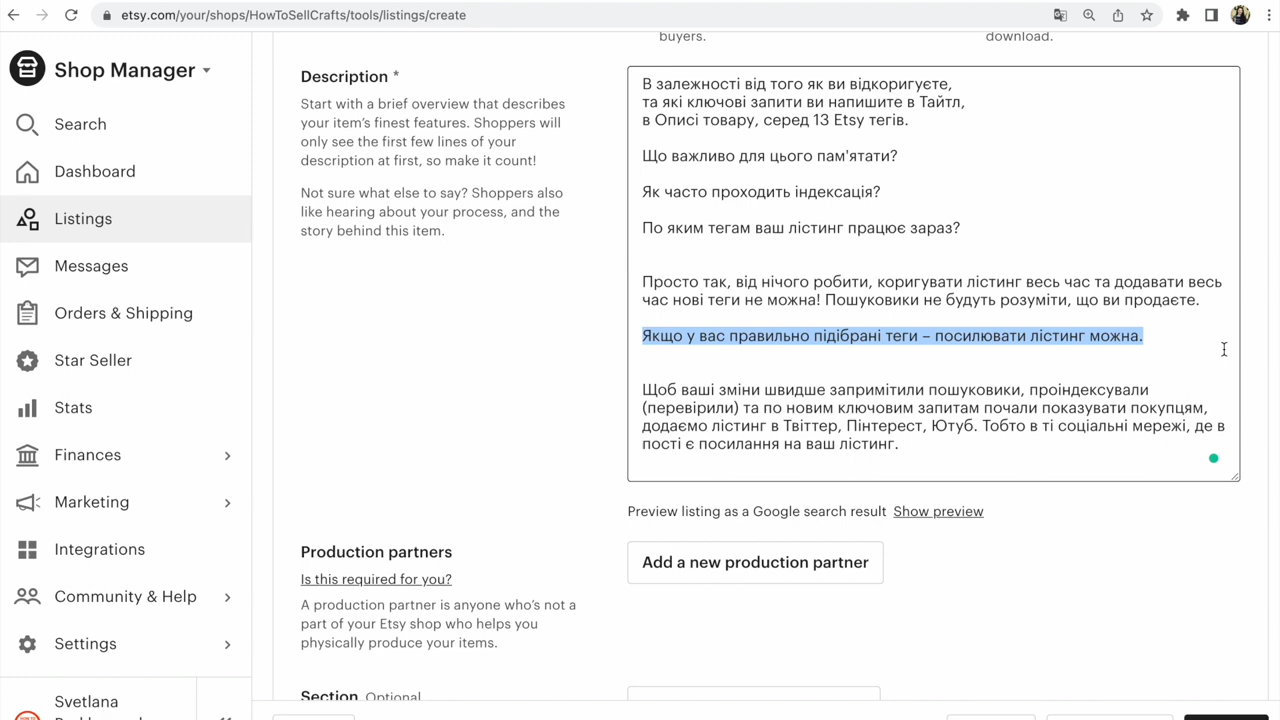 etsy.com/your/shops/HowToSellCrafts/tools/listings/create
Shop Manager
Search
Dashboard
Listings
Messages
Orders & Shipping
Star Seller
Stats
Finances
Marketing
Integrations
Community & Help
Settings
Svetlana
buyers.
download.
Description *
Start with a brief overview that describes
your item's finest features. Shoppers will
only see the first few lines of your
description at first, so make it count!
Not sure what else to say? Shoppers also
like hearing about your process, and the
story behind this item.
В залежності від того як ви відкоригуєте,
та які ключові запити ви напишите в Тайтл,
в Описі товару, серед 13 Etsy тегів.
Що важливо для цього пам'ятати?
Як часто проходить індексація?
По яким тегам ваш лістинг працює зараз?
Просто так, від нічого робити, коригувати лістинг весь час та додавати весь
час нові теги не можна! Пошуковики не будуть розуміти, що ви продаєте.
Якщо у вас правильно підібрані теги – посилювати лістинг можна.
Щоб ваші зміни швидше запримітили пошуковики, проіндексували
(перевірили) та по новим ключовим запитам почали показувати покупцям,
додаємо лістинг в Твіттер, Пінтерест, Ютуб. Тобто в ті соціальні мережі, де в
пості є посилання на ваш лістинг.
Preview listing as a Google search result Show preview
Production partners
Is this required for you?
A production partner is anyone who's not a
part of your Etsy shop who helps you
physically produce your items.
Add a new production partner
Section Optional